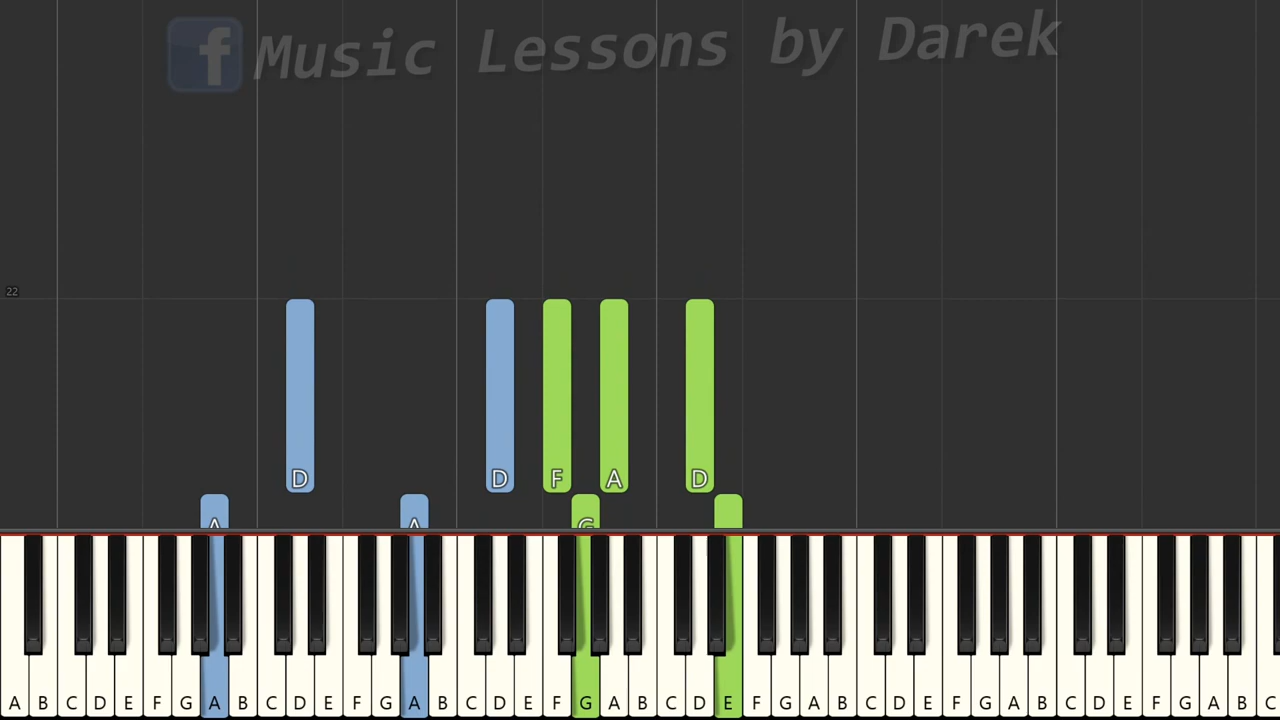 f Music Lessons by Darek
22
D D F A D
A A G
A B C D E F G A B C D E F G A B C D E F G A B C D E F G A B C D E F G A B C D E F G A B C